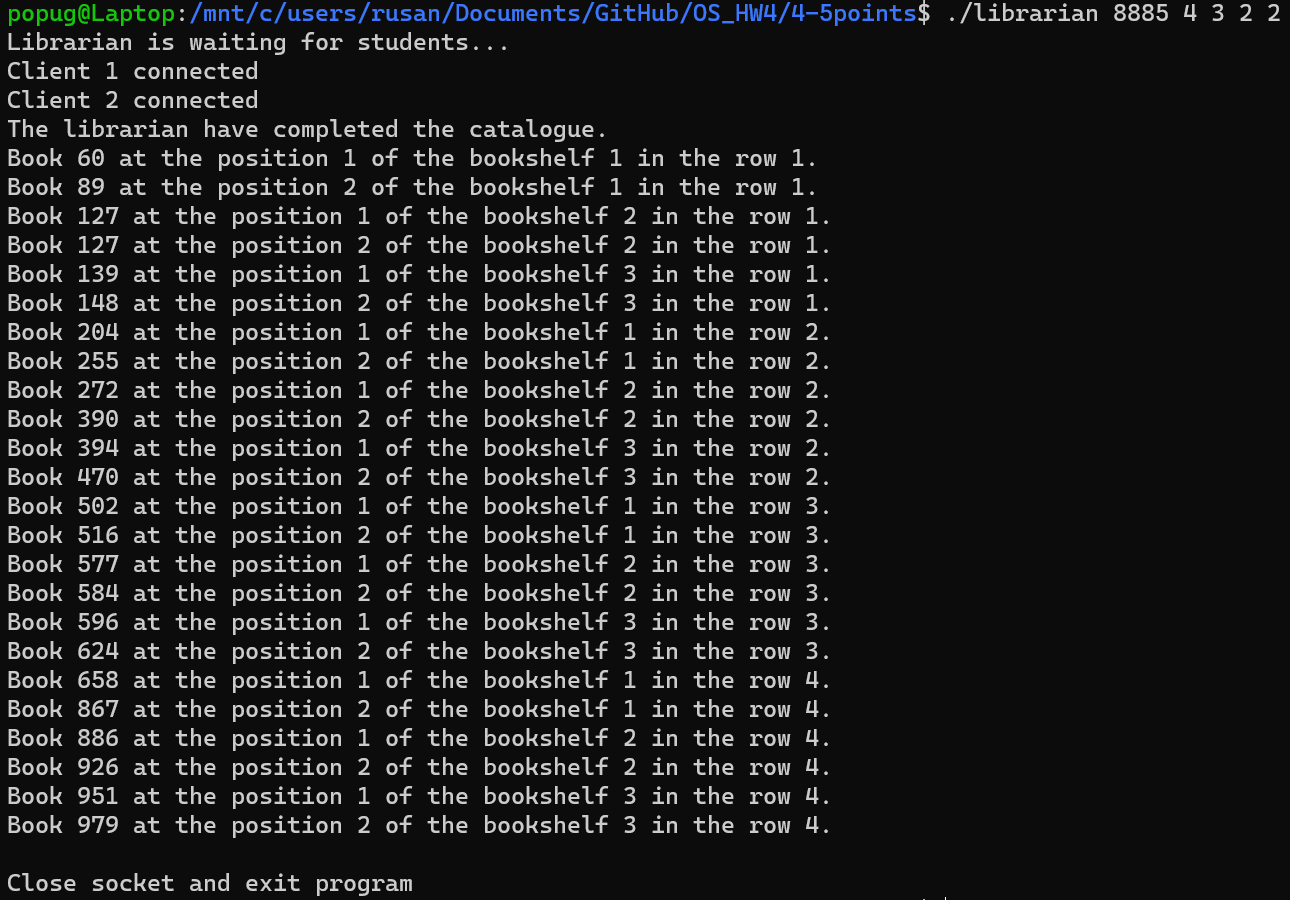 popug@Laptop:/mnt/c/users/rusan/Documents/GitHub/OS_HW4/4-5points$ ./librarian 8885 4 3 2 2
Librarian is waiting for students...
Client 1 connected
Client 2 connected
The librarian have completed the catalogue.
Book 60 at the position 1 of the bookshelf 1 in the row 1.
Book 89 at the position 2 of the bookshelf 1 in the row 1.
Book 127 at the position 1 of the bookshelf 2 in the row 1.
Book 127 at the position 2 of the bookshelf 2 in the row 1.
Book 139 at the position 1 of the bookshelf 3 in the row 1.
Book 148 at the position 2 of the bookshelf 3 in the row 1.
Book 204 at the position 1 of the bookshelf 1 in the row 2.
Book 255 at the position 2 of the bookshelf 1 in the row 2.
Book 272 at the position 1 of the bookshelf 2 in the row 2.
Book 390 at the position 2 of the bookshelf 2 in the row 2.
Book 394 at the position 1 of the bookshelf 3 in the row 2.
Book 470 at the position 2 of the bookshelf 3 in the row 2.
Book 502 at the position 1 of the bookshelf 1 in the row 3.
Book 516 at the position 2 of the bookshelf 1 in the row 3.
Book 577 at the position 1 of the bookshelf 2 in the row 3.
Book 584 at the position 2 of the bookshelf 2 in the row 3.
Book 596 at the position 1 of the bookshelf 3 in the row 3.
Book 624 at the position 2 of the bookshelf 3 in the row 3.
Book 658 at the position 1 of the bookshelf 1 in the row 4.
Book 867 at the position 2 of the bookshelf 1 in the row 4.
Book 886 at the position 1 of the bookshelf 2 in the row 4.
Book 926 at the position 2 of the bookshelf 2 in the row 4.
Book 951 at the position 1 of the bookshelf 3 in the row 4.
Book 979 at the position 2 of the bookshelf 3 in the row 4.
Close socket and exit program